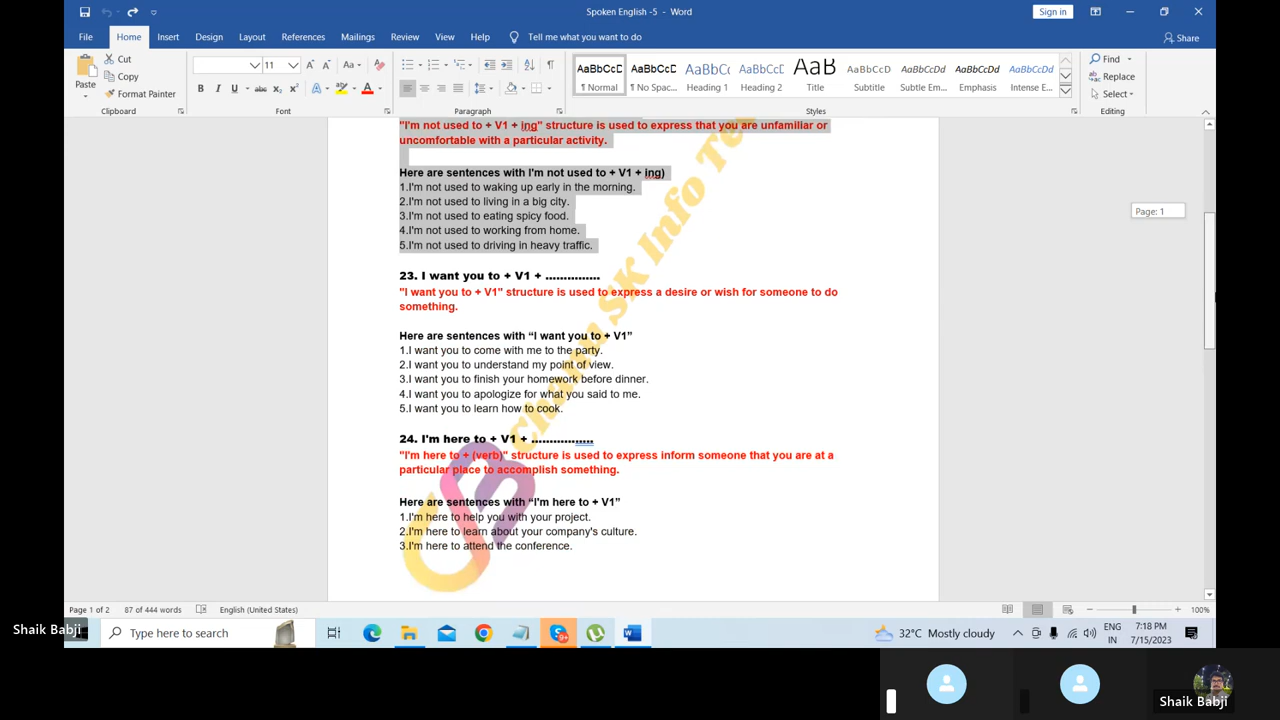 Spoken English -5 - Word
Sign in
File Home Insert Design Layout References Mailings Review View Help Tell me what you want to do
Share
Paste
Cut
Copy
Format Painter
Clipboard
11
Aa
B I U abc X₂ X²
Font
Paragraph
AaBbCcD AaBbCcD AaBbCc AaBbCcD AaB AaBbCcD AaBbCcDd AaBbCcDd AaBbCcDd
¶ Normal ¶ No Spac... Heading 1 Heading 2 Title Subtitle Subtle Em... Emphasis Intense E...
Styles
Find
Replace
Select
Editing
"I'm not used to + V1 + ing" structure is used to express that you are unfamiliar or
uncomfortable with a particular activity.
Here are sentences with I'm not used to + V1 + ing)
1.I'm not used to waking up early in the morning.
2.I'm not used to living in a big city.
3.I'm not used to eating spicy food.
4.I'm not used to working from home.
5.I'm not used to driving in heavy traffic.
Page: 1
23. I want you to + V1 + ...............
"I want you to + V1" structure is used to express a desire or wish for someone to do
something.
Here are sentences with “I want you to + V1”
1.I want you to come with me to the party.
2.I want you to understand my point of view.
3.I want you to finish your homework before dinner.
4.I want you to apologize for what you said to me.
5.I want you to learn how to cook.
24. I'm here to + V1 + .................
"I'm here to + (verb)" structure is used to express inform someone that you are at a
particular place to accomplish something.
Here are sentences with “I'm here to + V1”
1.I'm here to help you with your project.
2.I'm here to learn about your company's culture.
3.I'm here to attend the conference.
SK Info Te
Page 1 of 2 87 of 444 words English (United States)
100%
Shaik Babji
Type here to search
32°C Mostly cloudy
ENG
IN
7:18 PM
7/15/2023
Shaik Babji